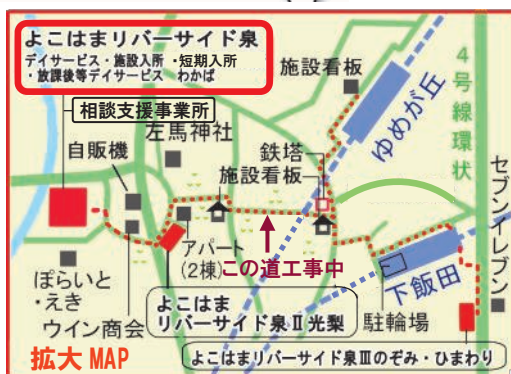 よこはまリバーサイド泉
デイサービス・施設入所 ・短期入所
・放課後等デイサービス わかば
相談支援事業所
施設看板
4号線環状
ゆめが丘
左馬神社
自販機
鉄塔
施設看板
セブンイレブン
アパート
(2棟)
この道工事中
下飯田
ぽらいと
・えき
ウイン商会
よこはま
リバーサイド泉Ⅱ光梨
駐輪場
拡大 MAP
よこはまリバーサイド泉Ⅲのぞみ・ひまわり